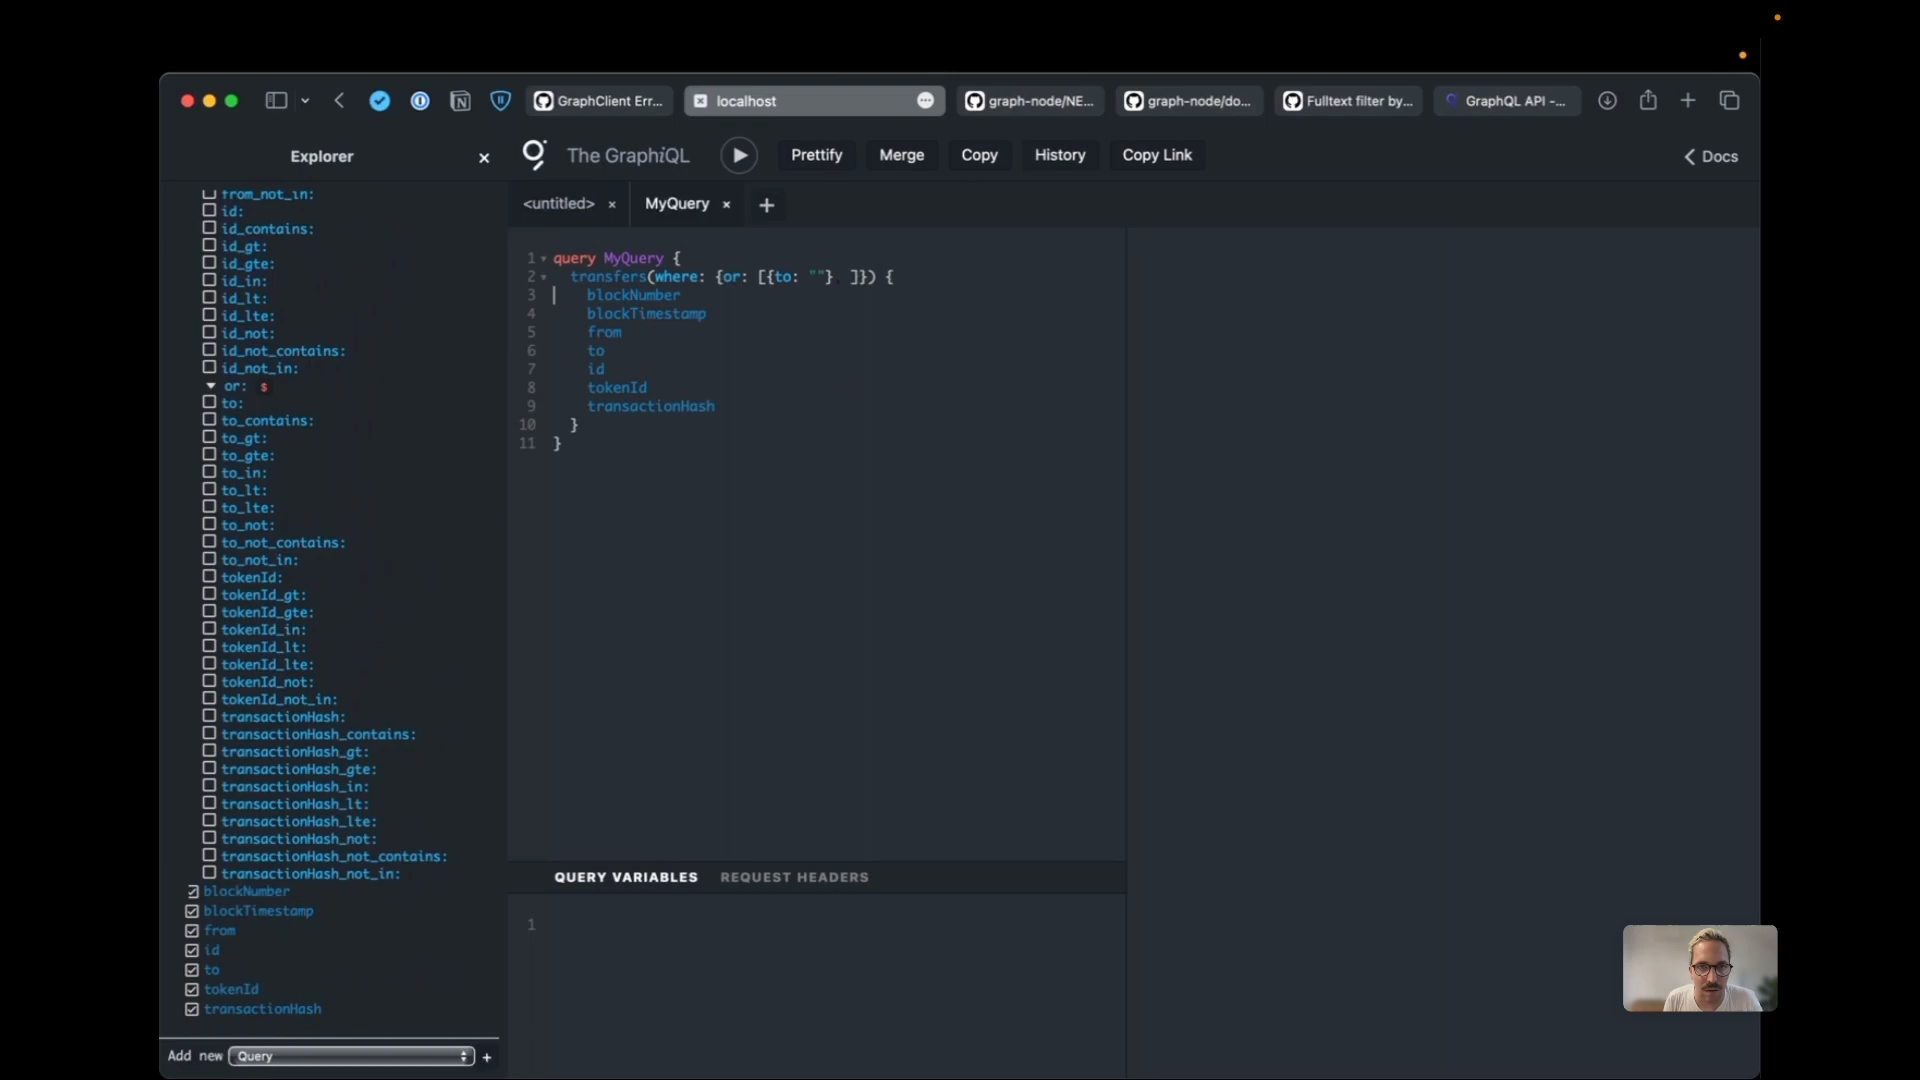 GraphClient Err...
localhost
graph-node/NE...
graph-node/do...
Fulltext filter by...
GraphQL API -...
Explorer
The GraphiQL
Prettify
Merge
Copy
History
Copy Link
Docs
from_not_in:
id:
id_contains:
id_gt:
id_gte:
id_in:
id_lt:
id_lte:
id_not:
id_not_contains:
id_not_in:
or: $
to:
to_contains:
to_gt:
to_gte:
to_in:
to_lt:
to_lte:
to_not:
to_not_contains:
to_not_in:
tokenId:
tokenId_gt:
tokenId_gte:
tokenId_in:
tokenId_lt:
tokenId_lte:
tokenId_not:
tokenId_not_in:
transactionHash:
transactionHash_contains:
transactionHash_gt:
transactionHash_gte:
transactionHash_in:
transactionHash_lt:
transactionHash_lte:
transactionHash_not:
transactionHash_not_contains:
transactionHash_not_in:
blockNumber
blockTimestamp
from
id
to
tokenId
transactionHash
Add new Query +
<untitled> ×
MyQuery ×
1 query MyQuery {
2 transfers(where: {or: [{to: ""} ]}) {
3 blockNumber
4 blockTimestamp
5 from
6 to
7 id
8 tokenId
9 transactionHash
10 }
11 }
QUERY VARIABLES
REQUEST HEADERS
1